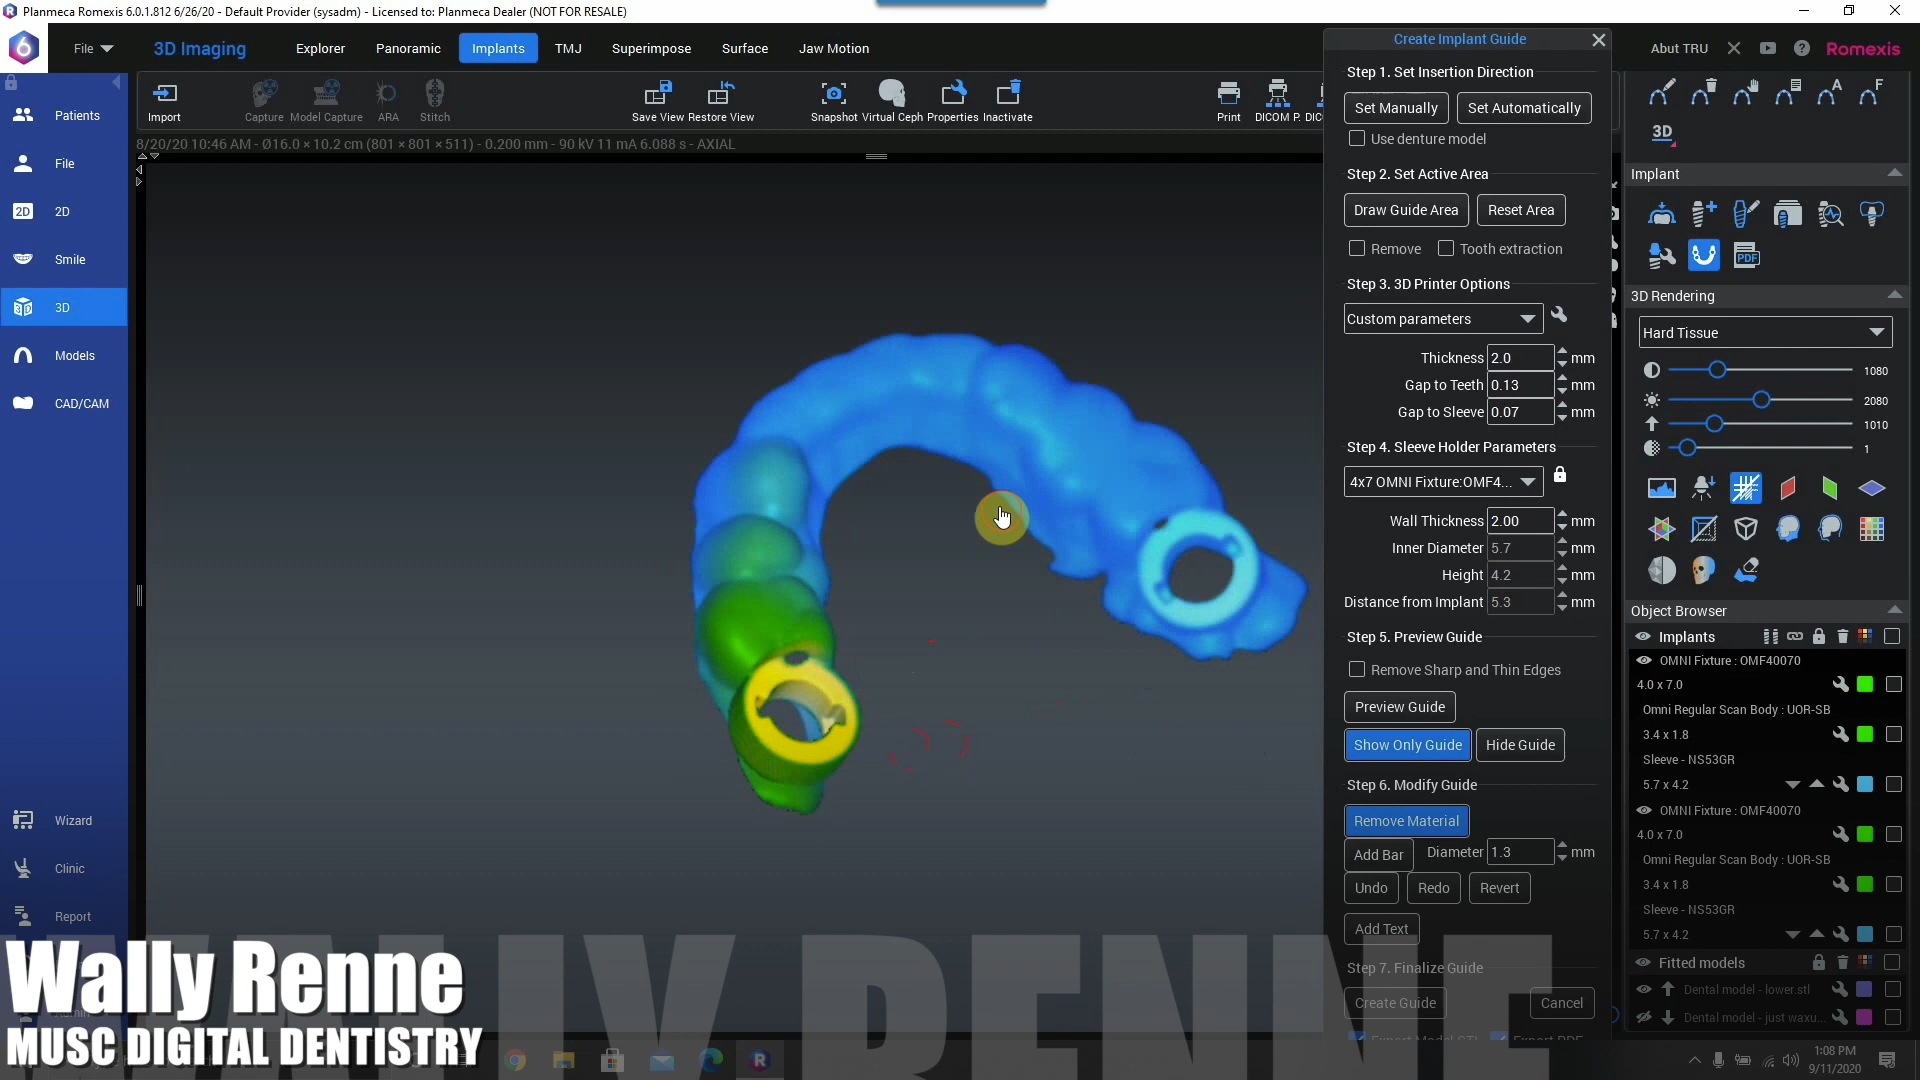 Planmeca Romexis 6.0.1.812 6/26/20 - Default Provider (sysadm) - Licensed to: Planmeca Dealer (NOT FOR RESALE)
6 File 3D Imaging Explorer Panoramic Implants TMJ Superimpose Surface Jaw Motion
Abut TRU Romexis
Import Capture Model Capture ARA Stitch Save View Restore View Snapshot Virtual Ceph Properties Inactivate Print DICOM P.
8/20/20 10:46 AM - Ø16.0 × 10.2 cm (801 × 801 × 511) - 0.200 mm - 90 kV 11 mA 6.088 s - AXIAL
Patients
File
2D 2D
Smile
3D 3D
Models
CAD/CAM
Wizard
Clinic
Report
Create Implant Guide
Step 1. Set Insertion Direction
Set Manually Set Automatically
Use denture model
Step 2. Set Active Area
Draw Guide Area Reset Area
Remove Tooth extraction
Step 3. 3D Printer Options
Custom parameters
Thickness 2.0 mm
Gap to Teeth 0.13 mm
Gap to Sleeve 0.07 mm
Step 4. Sleeve Holder Parameters
4x7 OMNI Fixture:OMF4...
Wall Thickness 2.00 mm
Inner Diameter 5.7 mm
Height 4.2 mm
Distance from Implant 5.3 mm
Step 5. Preview Guide
Remove Sharp and Thin Edges
Preview Guide
Show Only Guide Hide Guide
Step 6. Modify Guide
Remove Material
Add Bar Diameter 1.3 mm
Undo Redo Revert
Add Text
Step 7. Finalize Guide
Create Guide Cancel
A F
3D
Implant
PDF
3D Rendering
Hard Tissue
1080
2080
1010
1
Object Browser
Implants
OMNI Fixture : OMF40070
4.0 x 7.0
Omni Regular Scan Body : UOR-SB
3.4 x 1.8
Sleeve - NS53GR
5.7 x 4.2
OMNI Fixture : OMF40070
4.0 x 7.0
Omni Regular Scan Body : UOR-SB
3.4 x 1.8
Sleeve - NS53GR
5.7 x 4.2
Fitted models
Dental model - lower.stl
Dental model - just waxu...
Wally Renne
MUSC DIGITAL DENTISTRY
WALLY RENNE
1:08 PM
9/11/2020